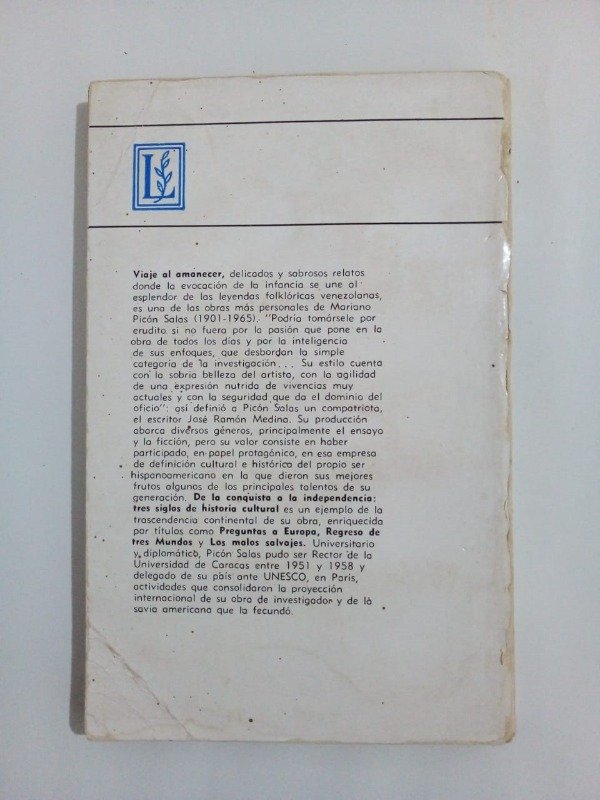 L
Viaje al amanecer, delicados y sabrosos relatos
donde la evocación de la infancia se une al
esplendor de las leyendas folklóricas venezolanas,
es una de las obras más personales de Mariano
Picón Salas (1901-1965). "Podría tomársele por
erudito si no fuera por la pasión que pone en la
obra de todos los días y por la inteligencia
de sus enfoques, que desbordan la simple
categoría de la investigación... Su estilo cuenta
con la sobria belleza del artista, con la agilidad
de una expresión nutrida de vivencias muy
actuales y con la seguridad que da el dominio del
oficio": así definió a Picón Salas un compatriota,
el escritor José Ramón Medina. Su producción
abarca diversos géneros, principalmente el ensayo
y la ficción, pero su valor consiste en haber
participado, en papel protagónico, en esa empresa
de definición cultural e histórica del propio ser
hispanoamericano en la que dieron sus mejores
frutos algunos de los principales talentos de su
generación. De la conquista a la independencia:
tres siglos de historia cultural es un ejemplo de la
trascendencia continental de su obra, enriquecida
por títulos como Preguntas a Europa, Regreso de
tres Mundos y Los malos salvajes. Universitario
y diplomático, Picón Salas pudo ser Rector de la
Universidad de Caracas entre 1951 y 1958 y
delegado de su país ante UNESCO, en París,
actividades que consolidaron la proyección
internacional de su obra de investigador y de la
savia americana que la fecundó.